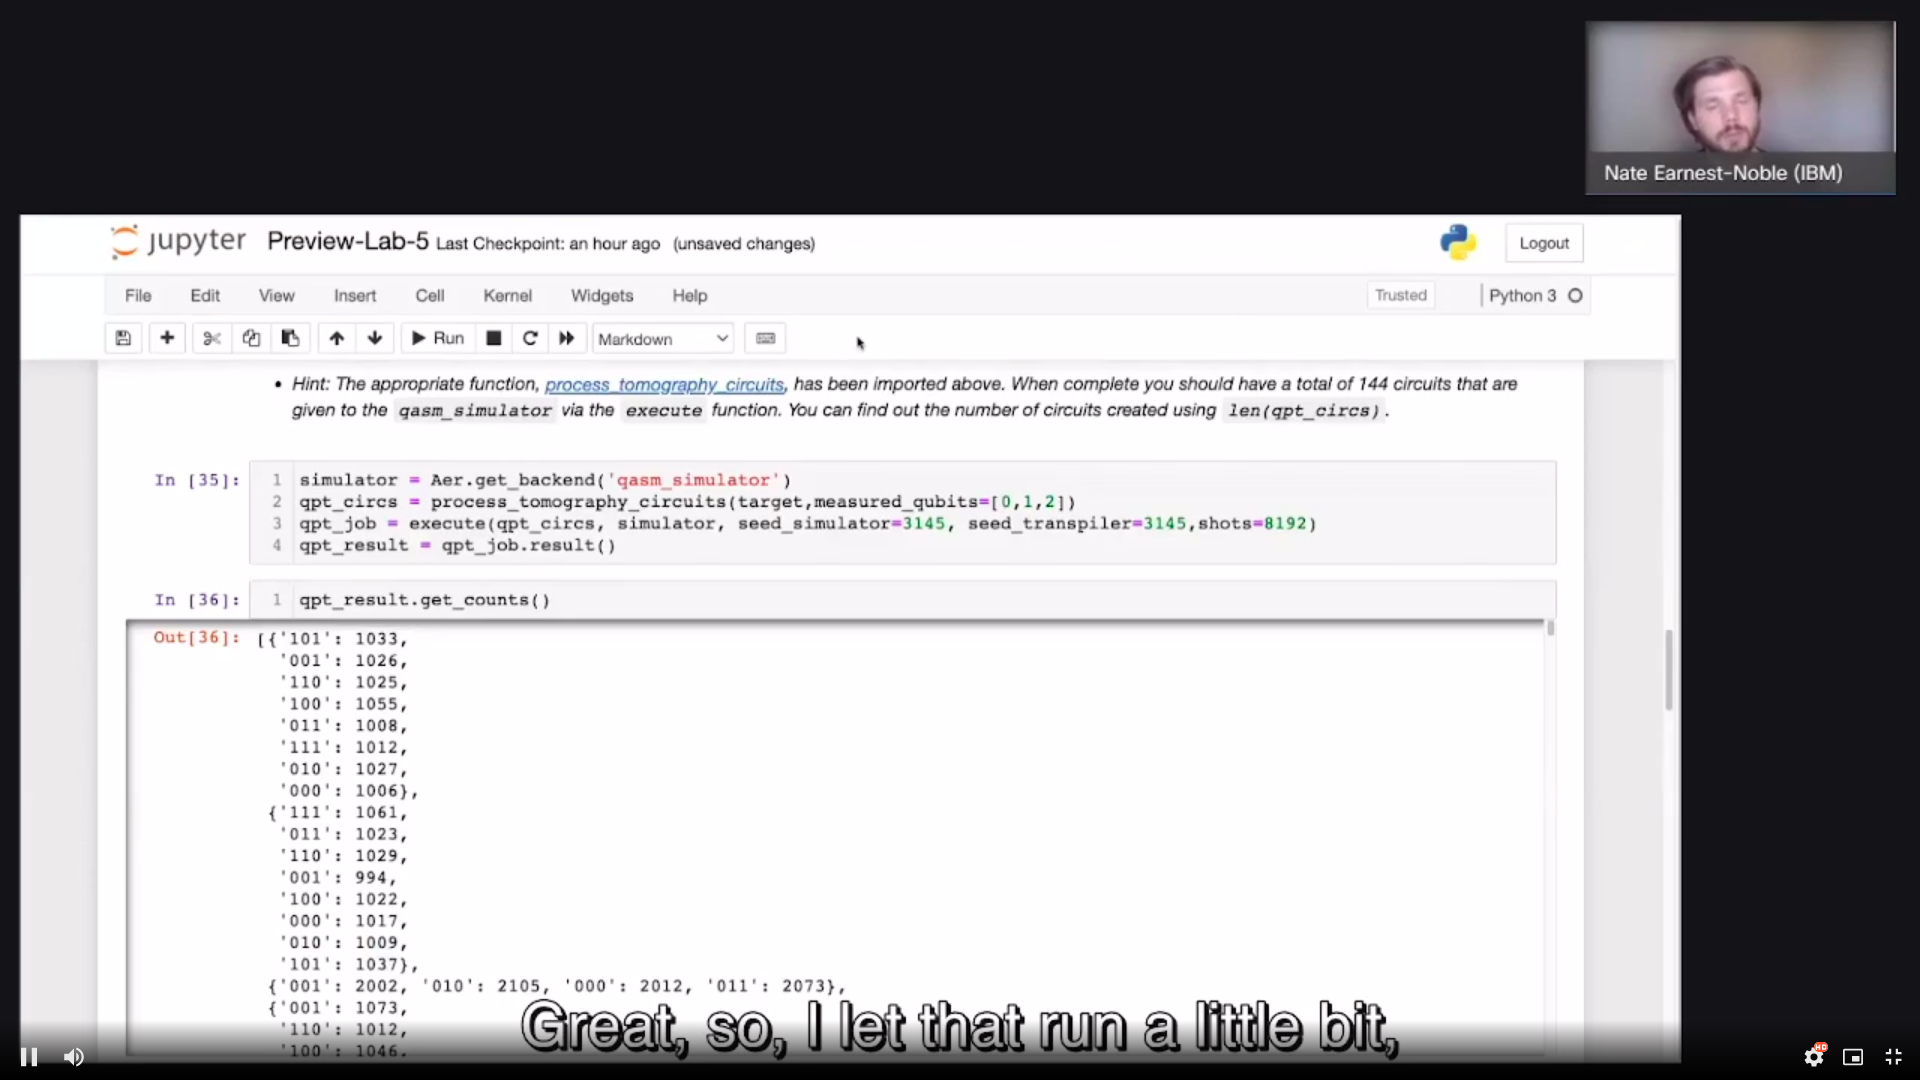 Nate Earnest-Noble (IBM)
jupyter Preview-Lab-5 Last Checkpoint: an hour ago (unsaved changes)
Logout
File Edit View Insert Cell Kernel Widgets Help
Trusted Python 3
Run Markdown
• Hint: The appropriate function, process_tomography_circuits, has been imported above. When complete you should have a total of 144 circuits that are
given to the qasm_simulator via the execute function. You can find out the number of circuits created using len(qpt_circs).
In [35]:
1 simulator = Aer.get_backend('qasm_simulator')
2 qpt_circs = process_tomography_circuits(target,measured_qubits=[0,1,2])
3 qpt_job = execute(qpt_circs, simulator, seed_simulator=3145, seed_transpiler=3145,shots=8192)
4 qpt_result = qpt_job.result()
In [36]: 1 qpt_result.get_counts()
Out[36]: [{'101': 1033,
'001': 1026,
'110': 1025,
'100': 1055,
'011': 1008,
'111': 1012,
'010': 1027,
'000': 1006},
{'111': 1061,
'011': 1023,
'110': 1029,
'001': 994,
'100': 1022,
'000': 1017,
'010': 1009,
'101': 1037},
{'001': 2002, '010': 2105, '000': 2012, '011': 2073},
{'001': 1073,
'110': 1012,
'100': 1046,
Great, so, I let that run a little bit,
HD